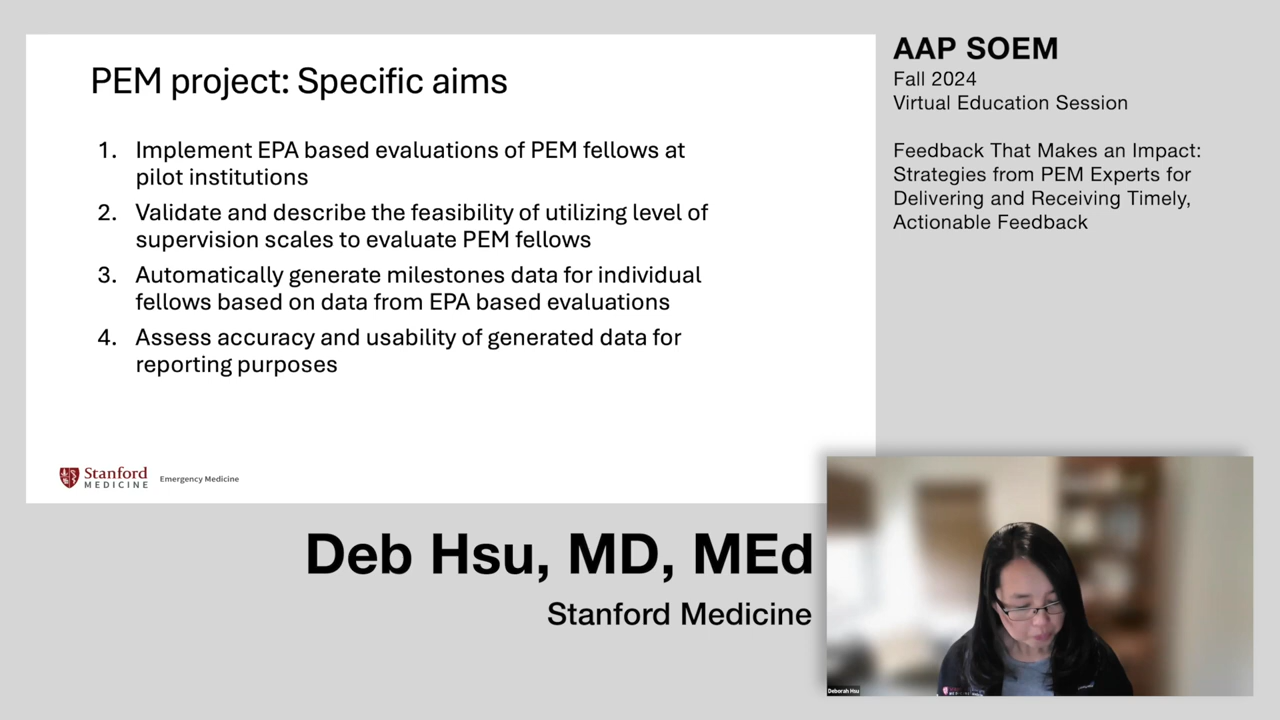 PEM project: Specific aims
1. Implement EPA based evaluations of PEM fellows at
pilot institutions
2. Validate and describe the feasibility of utilizing level of
supervision scales to evaluate PEM fellows
3. Automatically generate milestones data for individual
fellows based on data from EPA based evaluations
4. Assess accuracy and usability of generated data for
reporting purposes
Stanford
MEDICINE
Emergency Medicine
AAP SOEM
Fall 2024
Virtual Education Session
Feedback That Makes an Impact:
Strategies from PEM Experts for
Delivering and Receiving Timely,
Actionable Feedback
Deb Hsu, MD, MEd
Stanford Medicine
Deborah Hsu